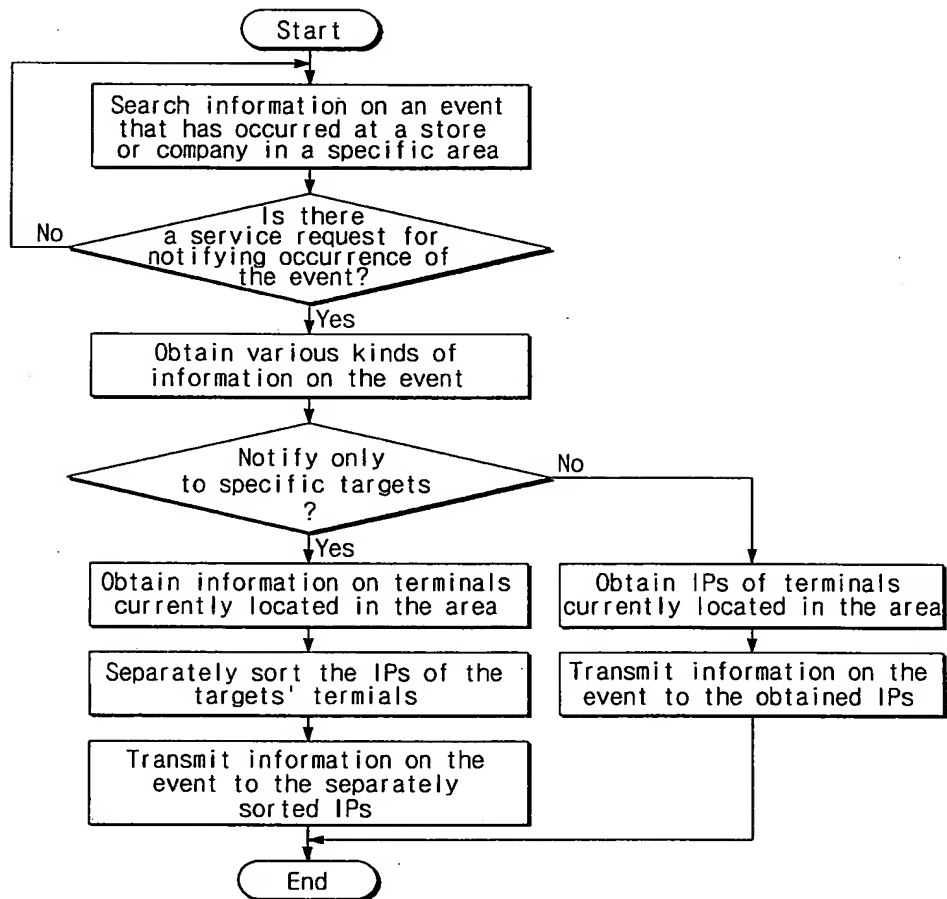 Start
Search information on an event
that has occurred at a store
or company in a specific area
Is there
a service request for
notifying occurrence of
the event?
No
Yes
Obtain various kinds of
information on the event
Notify only
to specific targets
?
No
Yes
Obtain information on terminals
currently located in the area
Separately sort the IPs of the
targets' termials
Transmit information on the
event to the separately
sorted IPs
Obtain IPs of terminals
currently located in the area
Transmit information on the
event to the obtained IPs
End